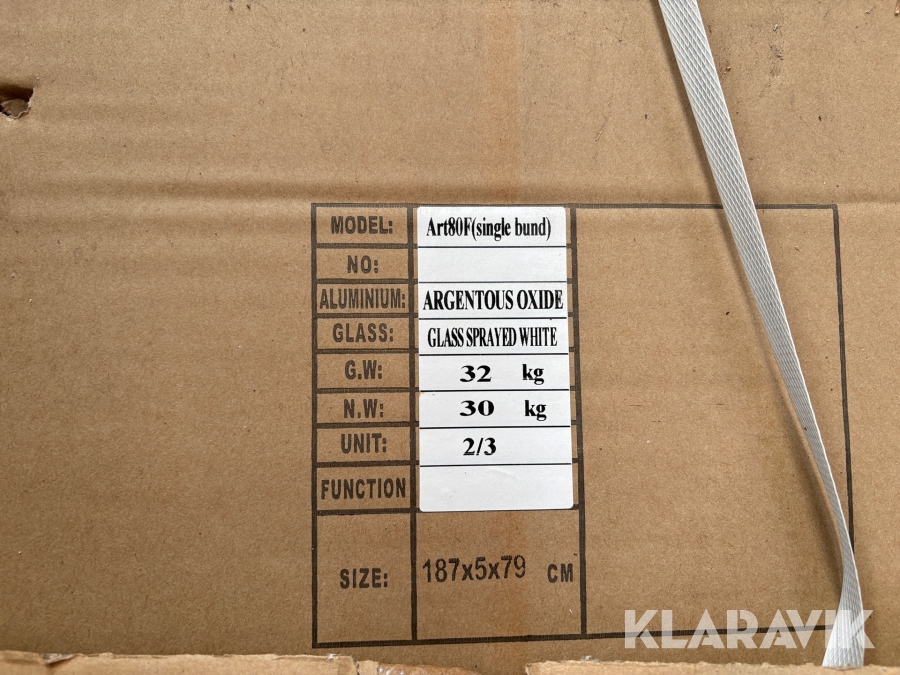 MODEL: Art80F(single bund)
NO:
ALUMINIUM: ARGENTOUS OXIDE
GLASS: GLASS SPRAYED WHITE
G.W: 32 kg
N.W: 30 kg
UNIT: 2/3
FUNCTION
SIZE: 187x5x79 CM
KLARAVIK